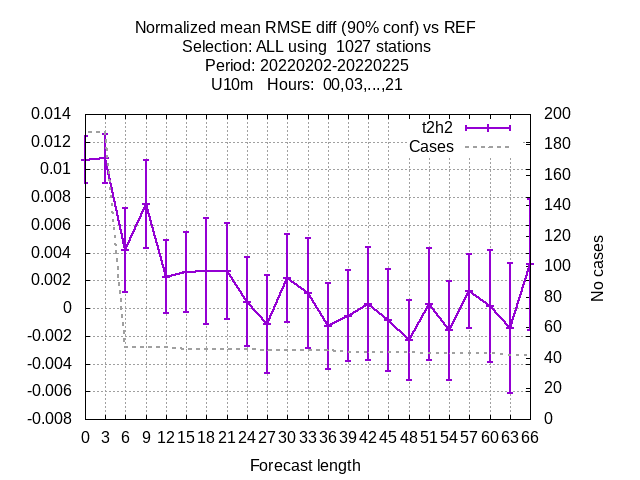 Normalized mean RMSE diff (90% conf) vs REF
Selection: ALL using  1027 stations
Period: 20220202-20220225
U10m   Hours:  00,03,...,21
t2h2
Cases
0.014
0.012
0.01
0.008
0.006
0.004
0.002
0
-0.002
-0.004
-0.006
-0.008
200
180
160
140
120
100
80
60
40
20
0
No cases
0 3 6 9 12 15 18 21 24 27 30 33 36 39 42 45 48 51 54 57 60 63 66
Forecast length